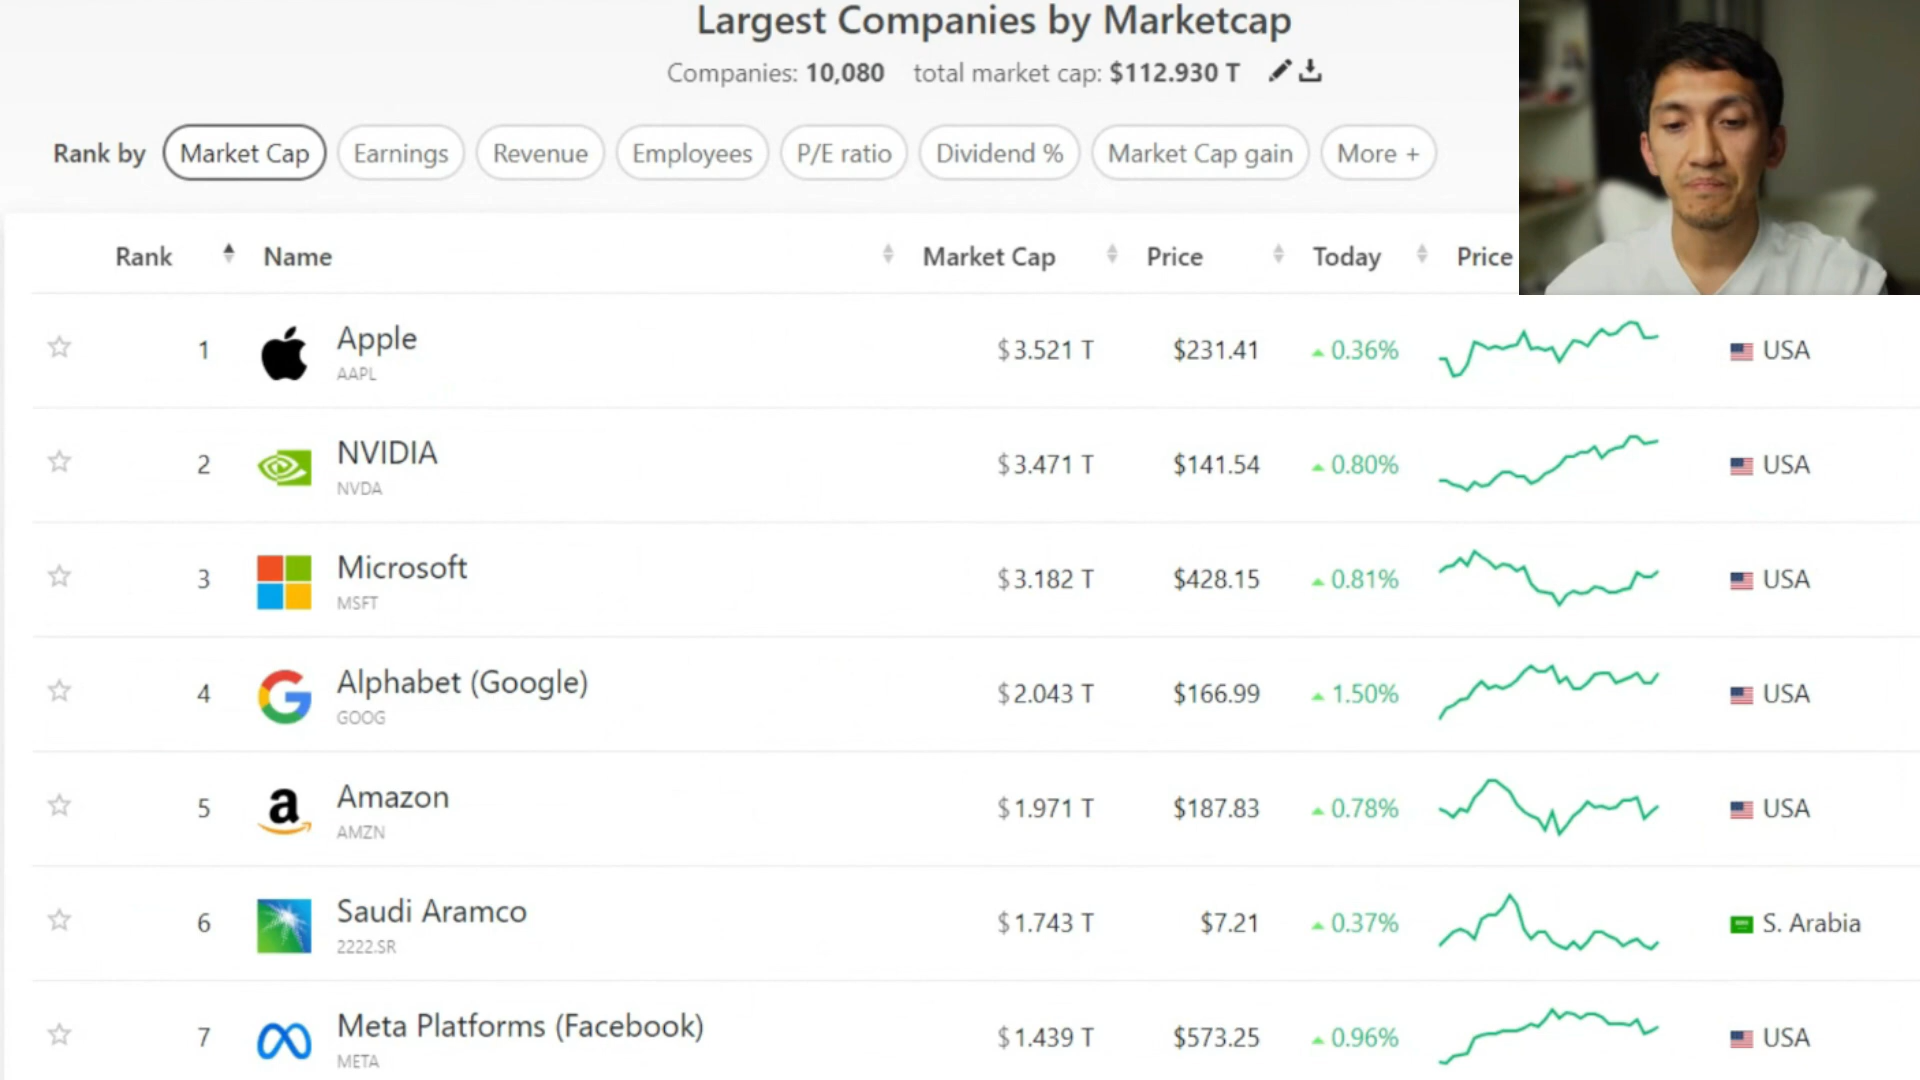 Largest Companies by Marketcap
Companies: 10,080 total market cap: $112.930 T
Rank by Market Cap Earnings Revenue Employees P/E ratio Dividend % Market Cap gain More +
Rank Name Market Cap Price Today Price
1 Apple $3.521 T $231.41 0.36% USA
AAPL
2 NVIDIA $3.471 T $141.54 0.80% USA
NVDA
3 Microsoft $3.182 T $428.15 0.81% USA
MSFT
4 Alphabet (Google) $2.043 T $166.99 1.50% USA
GOOG
5 a Amazon $1.971 T $187.83 0.78% USA
AMZN
6 Saudi Aramco $1.743 T $7.21 0.37% S. Arabia
2222.SR
7 Meta Platforms (Facebook) $1.439 T $573.25 0.96% USA
META